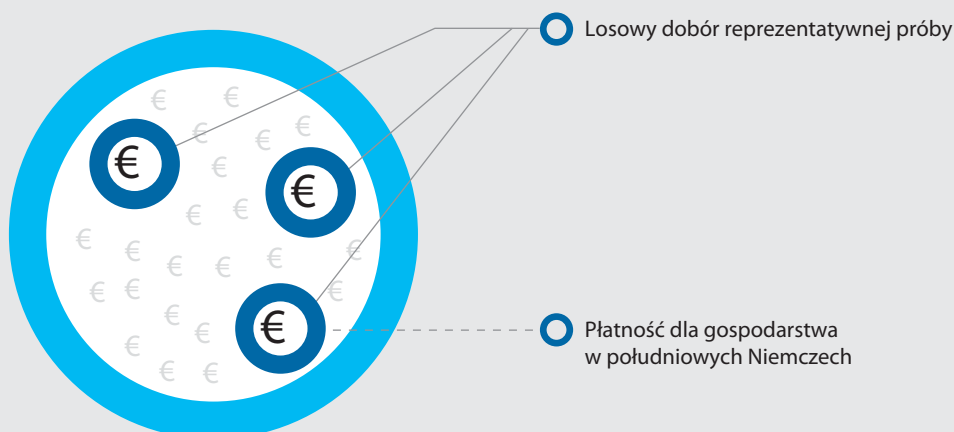 Losowy dobór reprezentatywnej próby
Płatność dla gospodarstwa
w południowych Niemczech
€ €
€ €
€ € €
€
€ €
€
€ € €
€ € € €
€ € €
€
€ €
€
€ €